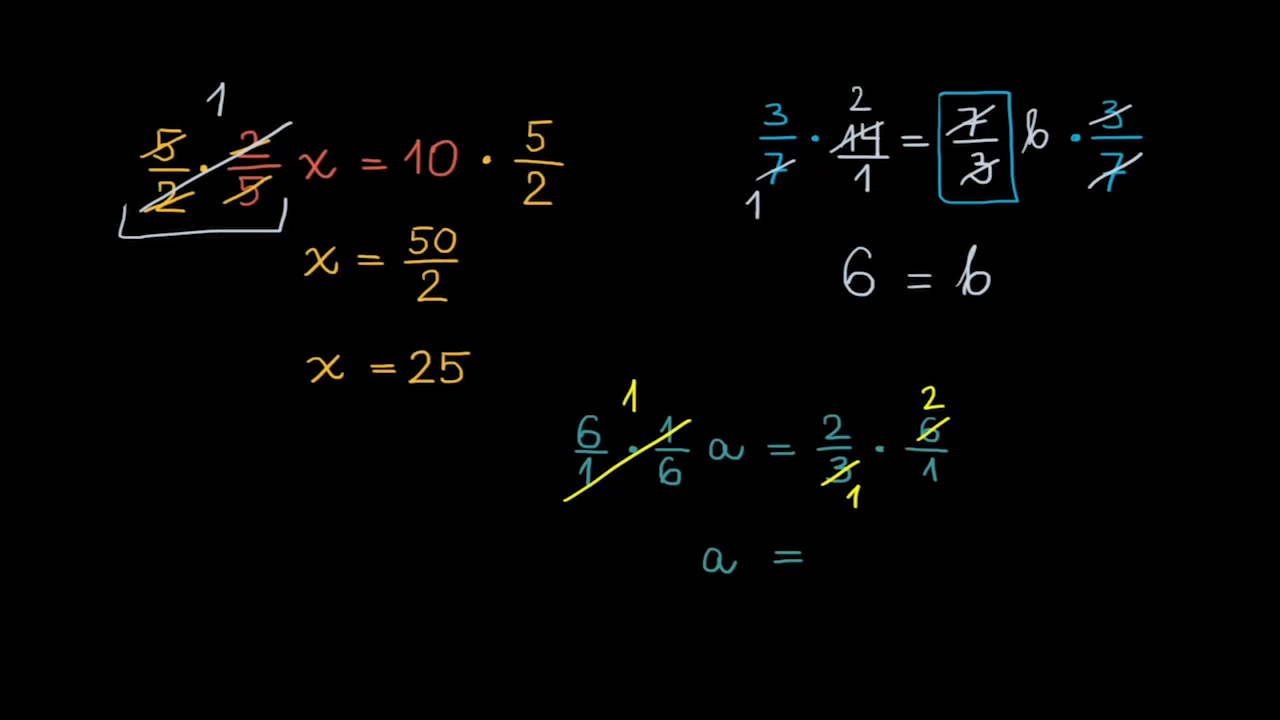 1
5/2 · 2/5 x = 10 · 5/2
x = 50/2
x = 25
2
3/7 · 14/1 = 7/3 b · 3/7
1
6 = b
1 2
6/1 · 1/6 a = 2/3 · 6/1
1
a =